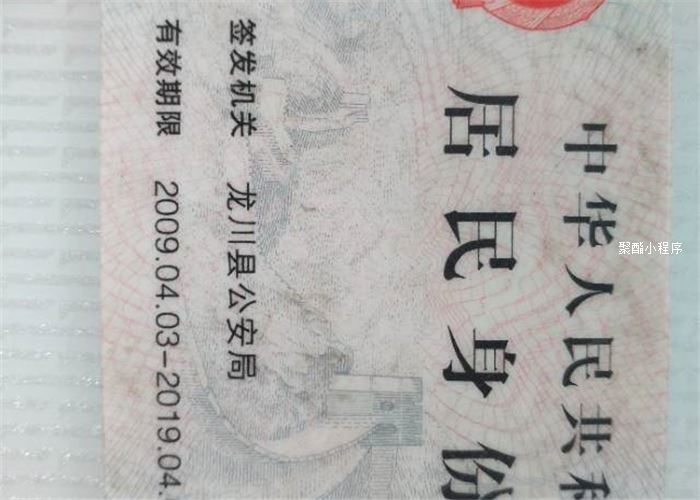 中华人民共和
居民身份
签发机关 龙川县公安局
有效期限 2009.04.03-2019.04.
聚酯小程序